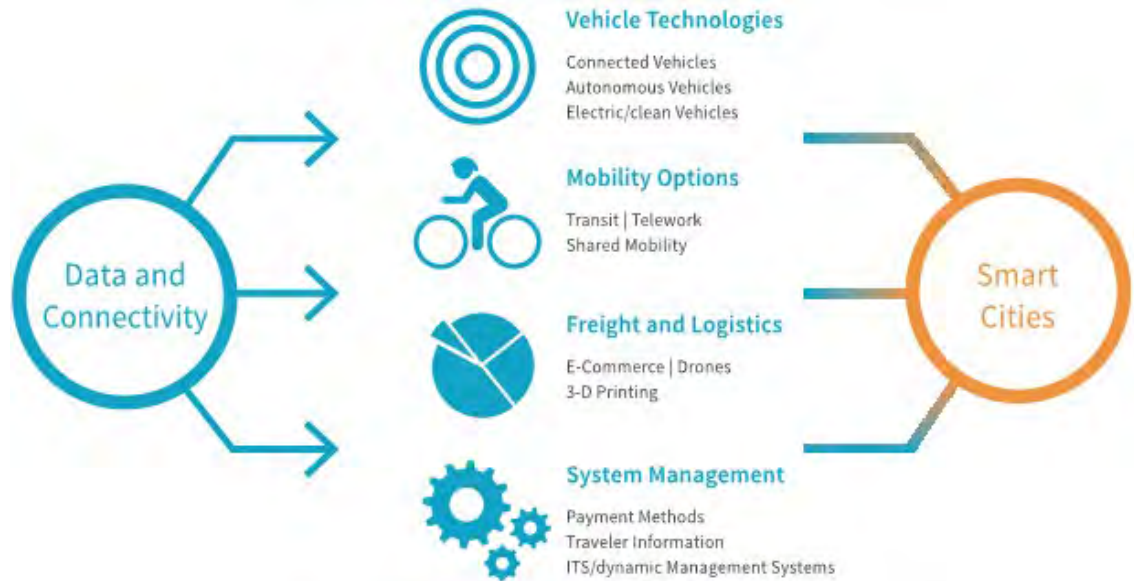 Data and
Connectivity
Vehicle Technologies
Connected Vehicles
Autonomous Vehicles
Electric/clean Vehicles
Mobility Options
Transit | Telework
Shared Mobility
Freight and Logistics
E-Commerce | Drones
3-D Printing
System Management
Payment Methods
Traveler Information
ITS/dynamic Management Systems
Smart
Cities